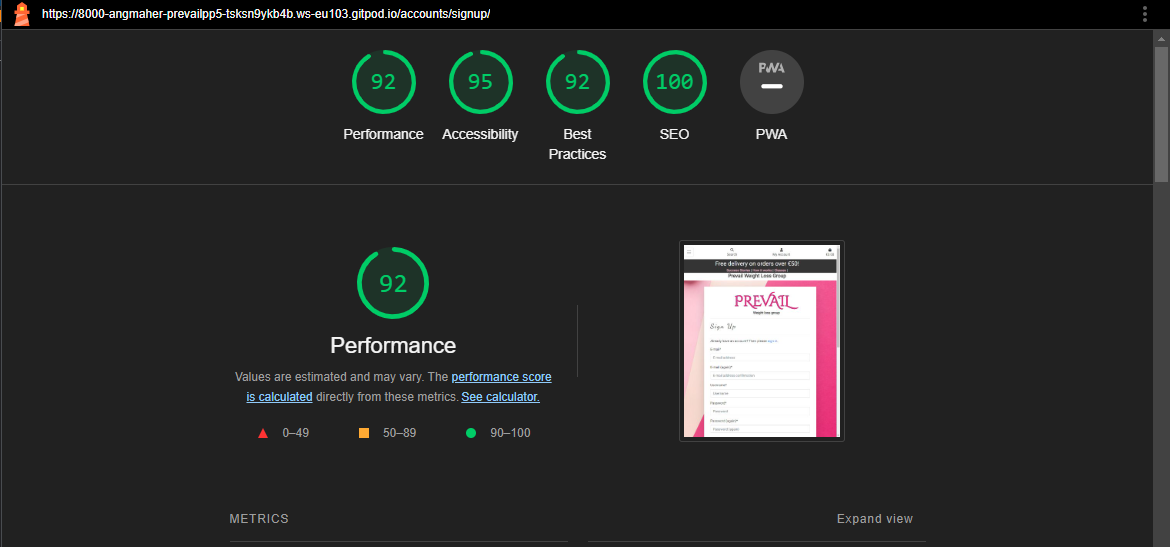 https://8000-angmaher-prevailpp5-tsksn9ykb4b.ws-eu103.gitpod.io/accounts/signup/
92
95
92
100
PWA
Performance
Accessibility
Best
Practices
SEO
PWA
92
Performance
Values are estimated and may vary. The performance score
is calculated directly from these metrics. See calculator.
0–49
50–89
90–100
Free delivery on orders over €50!
Prevail Weight Loss Group
PREVAIL
Weight loss group
Sign Up
METRICS
Expand view